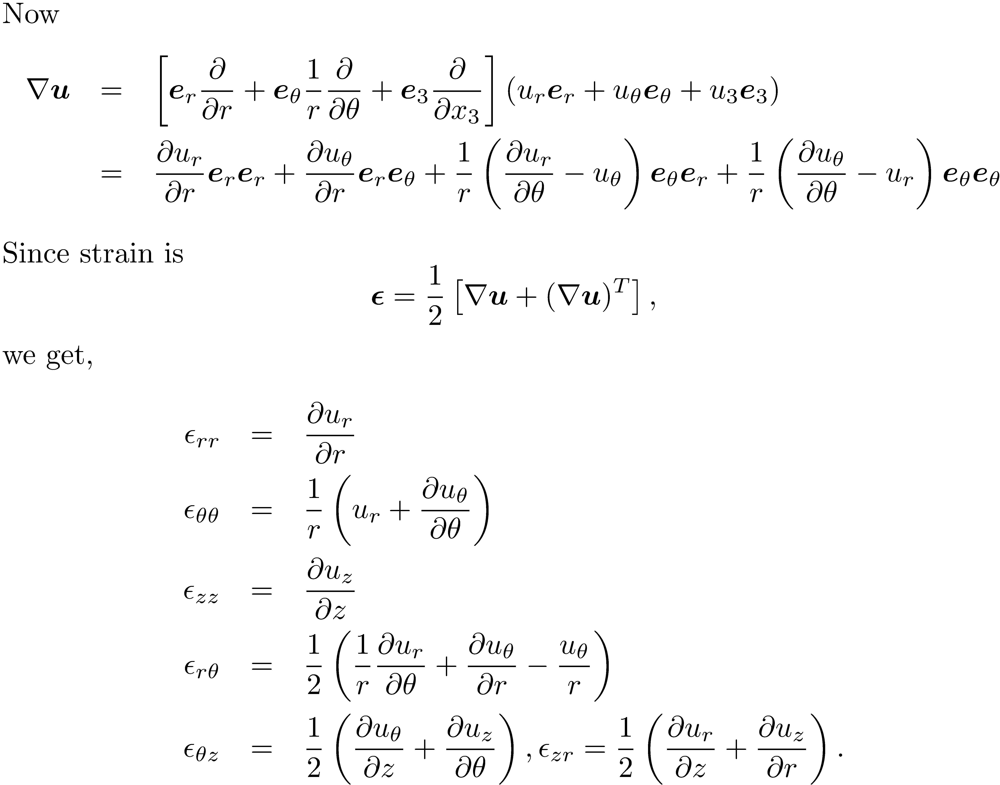 Now
$\nabla \boldsymbol{u} = \left[ \boldsymbol{e}_r \frac{\partial}{\partial r} + \boldsymbol{e}_\theta \frac{1}{r} \frac{\partial}{\partial \theta} + \boldsymbol{e}_3 \frac{\partial}{\partial x_3} \right] (u_r \boldsymbol{e}_r + u_\theta \boldsymbol{e}_\theta + u_3 \boldsymbol{e}_3)$
$= \frac{\partial u_r}{\partial r} \boldsymbol{e}_r \boldsymbol{e}_r + \frac{\partial u_\theta}{\partial r} \boldsymbol{e}_r \boldsymbol{e}_\theta + \frac{1}{r} \left( \frac{\partial u_r}{\partial \theta} - u_\theta \right) \boldsymbol{e}_\theta \boldsymbol{e}_r + \frac{1}{r} \left( \frac{\partial u_\theta}{\partial \theta} - u_r \right) \boldsymbol{e}_\theta \boldsymbol{e}_\theta$
Since strain is
$\boldsymbol{\epsilon} = \frac{1}{2} \left[ \nabla \boldsymbol{u} + (\nabla \boldsymbol{u})^T \right],$
we get,
$\epsilon_{rr} = \frac{\partial u_r}{\partial r}$
$\epsilon_{\theta\theta} = \frac{1}{r} \left( u_r + \frac{\partial u_\theta}{\partial \theta} \right)$
$\epsilon_{zz} = \frac{\partial u_z}{\partial z}$
$\epsilon_{r\theta} = \frac{1}{2} \left( \frac{1}{r} \frac{\partial u_r}{\partial \theta} + \frac{\partial u_\theta}{\partial r} - \frac{u_\theta}{r} \right)$
$\epsilon_{\theta z} = \frac{1}{2} \left( \frac{\partial u_\theta}{\partial z} + \frac{\partial u_z}{\partial \theta} \right), \epsilon_{zr} = \frac{1}{2} \left( \frac{\partial u_r}{\partial z} + \frac{\partial u_z}{\partial r} \right).$